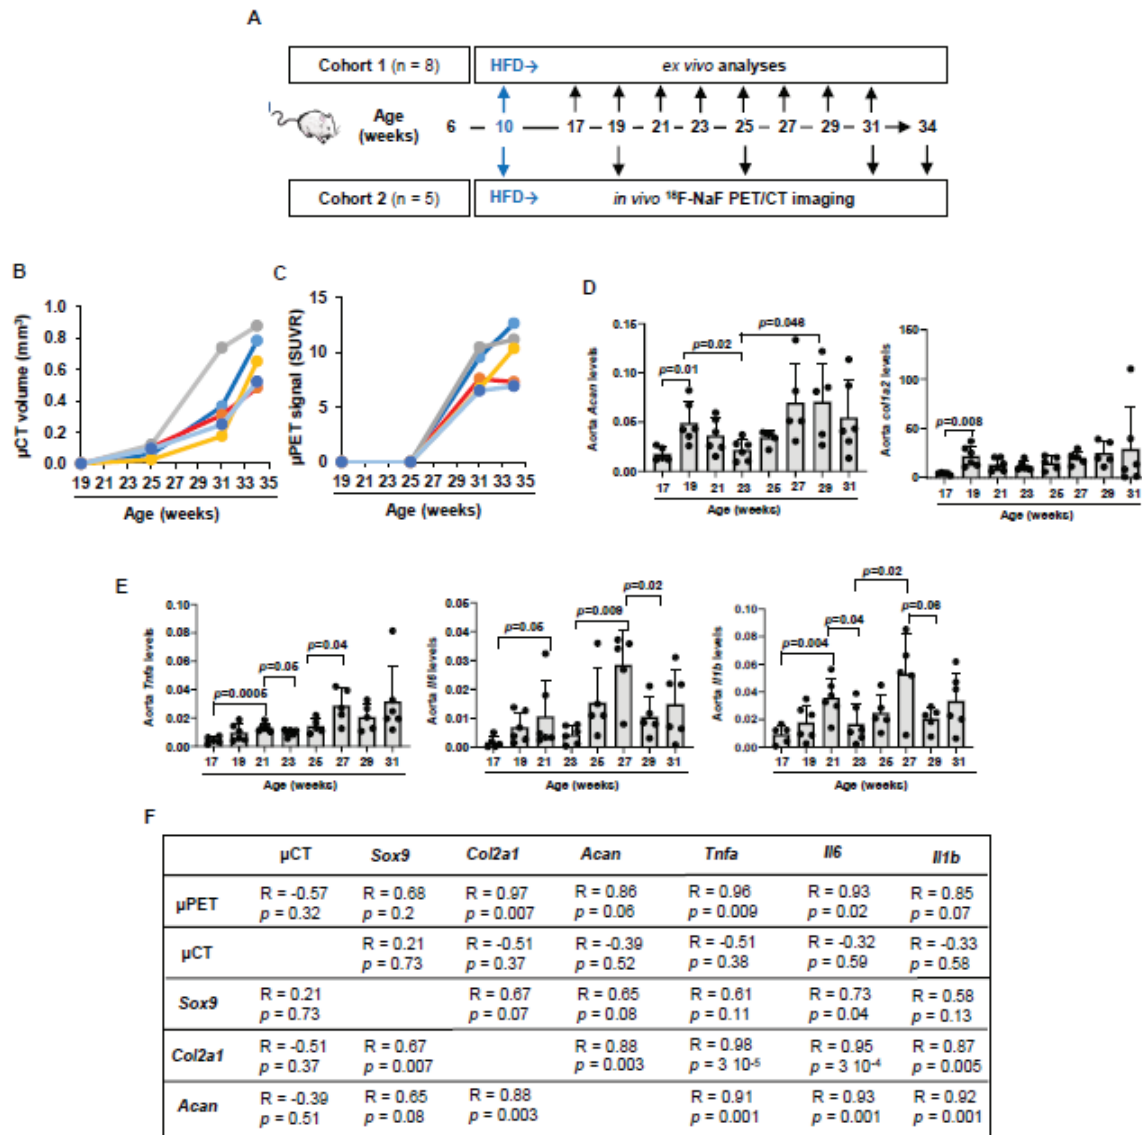 A
Cohort 1 (n = 8) HFD→ ex vivo analyses
Age (weeks) 6 – 10 — 17 – 19 – 21 – 23 – 25 – 27 – 29 – 31 → 34
Cohort 2 (n = 5) HFD→ in vivo ¹⁸F-NaF PET/CT imaging
B
µCT volume (mm³)
1.0
0.8
0.6
0.4
0.2
0.0
19 21 23 25 27 29 31 33 35
Age (weeks)
C
µPET signal (SUVR)
15
10
5
0
19 21 23 25 27 29 31 33 35
Age (weeks)
D
Aorta Acan levels
0.15
0.10
0.05
0.00
p=0.01
p=0.02
p=0.046
17 19 21 23 25 27 29 31
Age (weeks)
Aorta col1a2 levels
150
100
50
0
p=0.008
17 19 21 23 25 27 29 31
Age (weeks)
E
Aorta Tnfa levels
0.10
0.08
0.06
0.04
0.02
0.00
p=0.0005
p=0.05
p=0.04
17 19 21 23 25 27 29 31
Age (weeks)
Aorta Il6 levels
0.05
0.04
0.03
0.02
0.01
0.00
p=0.05
p=0.009
p=0.02
17 19 21 23 25 27 29 31
Age (weeks)
Aorta Il1b levels
0.10
0.08
0.06
0.04
0.02
0.00
p=0.004
p=0.04
p=0.02
p=0.06
17 19 21 23 25 27 29 31
Age (weeks)
F
µCT Sox9 Col2a1 Acan Tnfa Il6 Il1b
µPET
R = -0.57 R = 0.68 R = 0.97 R = 0.86 R = 0.96 R = 0.93 R = 0.85
p = 0.32 p = 0.2 p = 0.007 p = 0.06 p = 0.009 p = 0.02 p = 0.07
µCT
R = 0.21 R = -0.51 R = -0.39 R = -0.51 R = -0.32 R = -0.33
p = 0.73 p = 0.37 p = 0.52 p = 0.38 p = 0.59 p = 0.58
Sox9
R = 0.21 R = 0.67 R = 0.65 R = 0.61 R = 0.73 R = 0.58
p = 0.73 p = 0.07 p = 0.08 p = 0.11 p = 0.04 p = 0.13
Col2a1
R = -0.51 R = 0.67 R = 0.88 R = 0.98 R = 0.95 R = 0.87
p = 0.37 p = 0.007 p = 0.003 p = 3 10⁻⁵ p = 3 10⁻⁴ p = 0.005
Acan
R = -0.39 R = 0.65 R = 0.88 R = 0.91 R = 0.93 R = 0.92
p = 0.51 p = 0.08 p = 0.003 p = 0.001 p = 0.001 p = 0.001